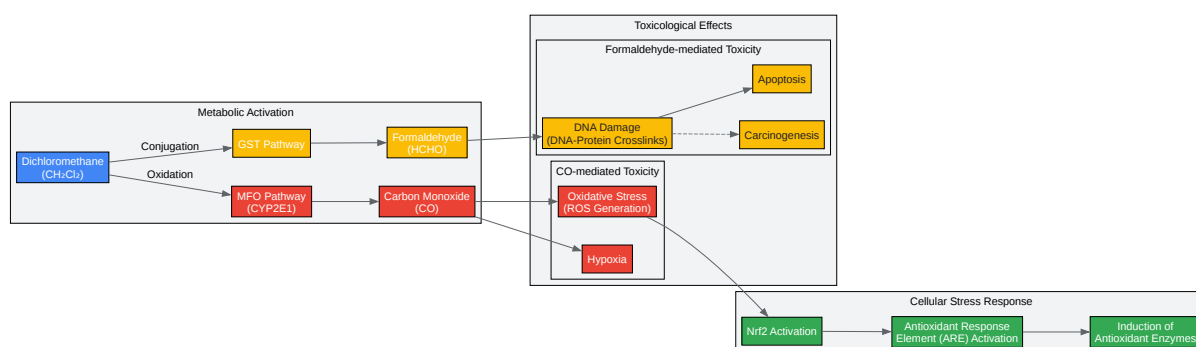 Toxicological Effects
Formaldehyde-mediated Toxicity
Apoptosis
DNA Damage
(DNA-Protein Crosslinks)
Carcinogenesis
Metabolic Activation
Conjugation
GST Pathway
Formaldehyde
(HCHO)
Dichloromethane
(CH₂Cl₂)
Oxidation
MFO Pathway
(CYP2E1)
Carbon Monoxide
(CO)
CO-mediated Toxicity
Oxidative Stress
(ROS Generation)
Hypoxia
Cellular Stress Response
Nrf2 Activation
Antioxidant Response
Element (ARE) Activation
Induction of
Antioxidant Enzymes